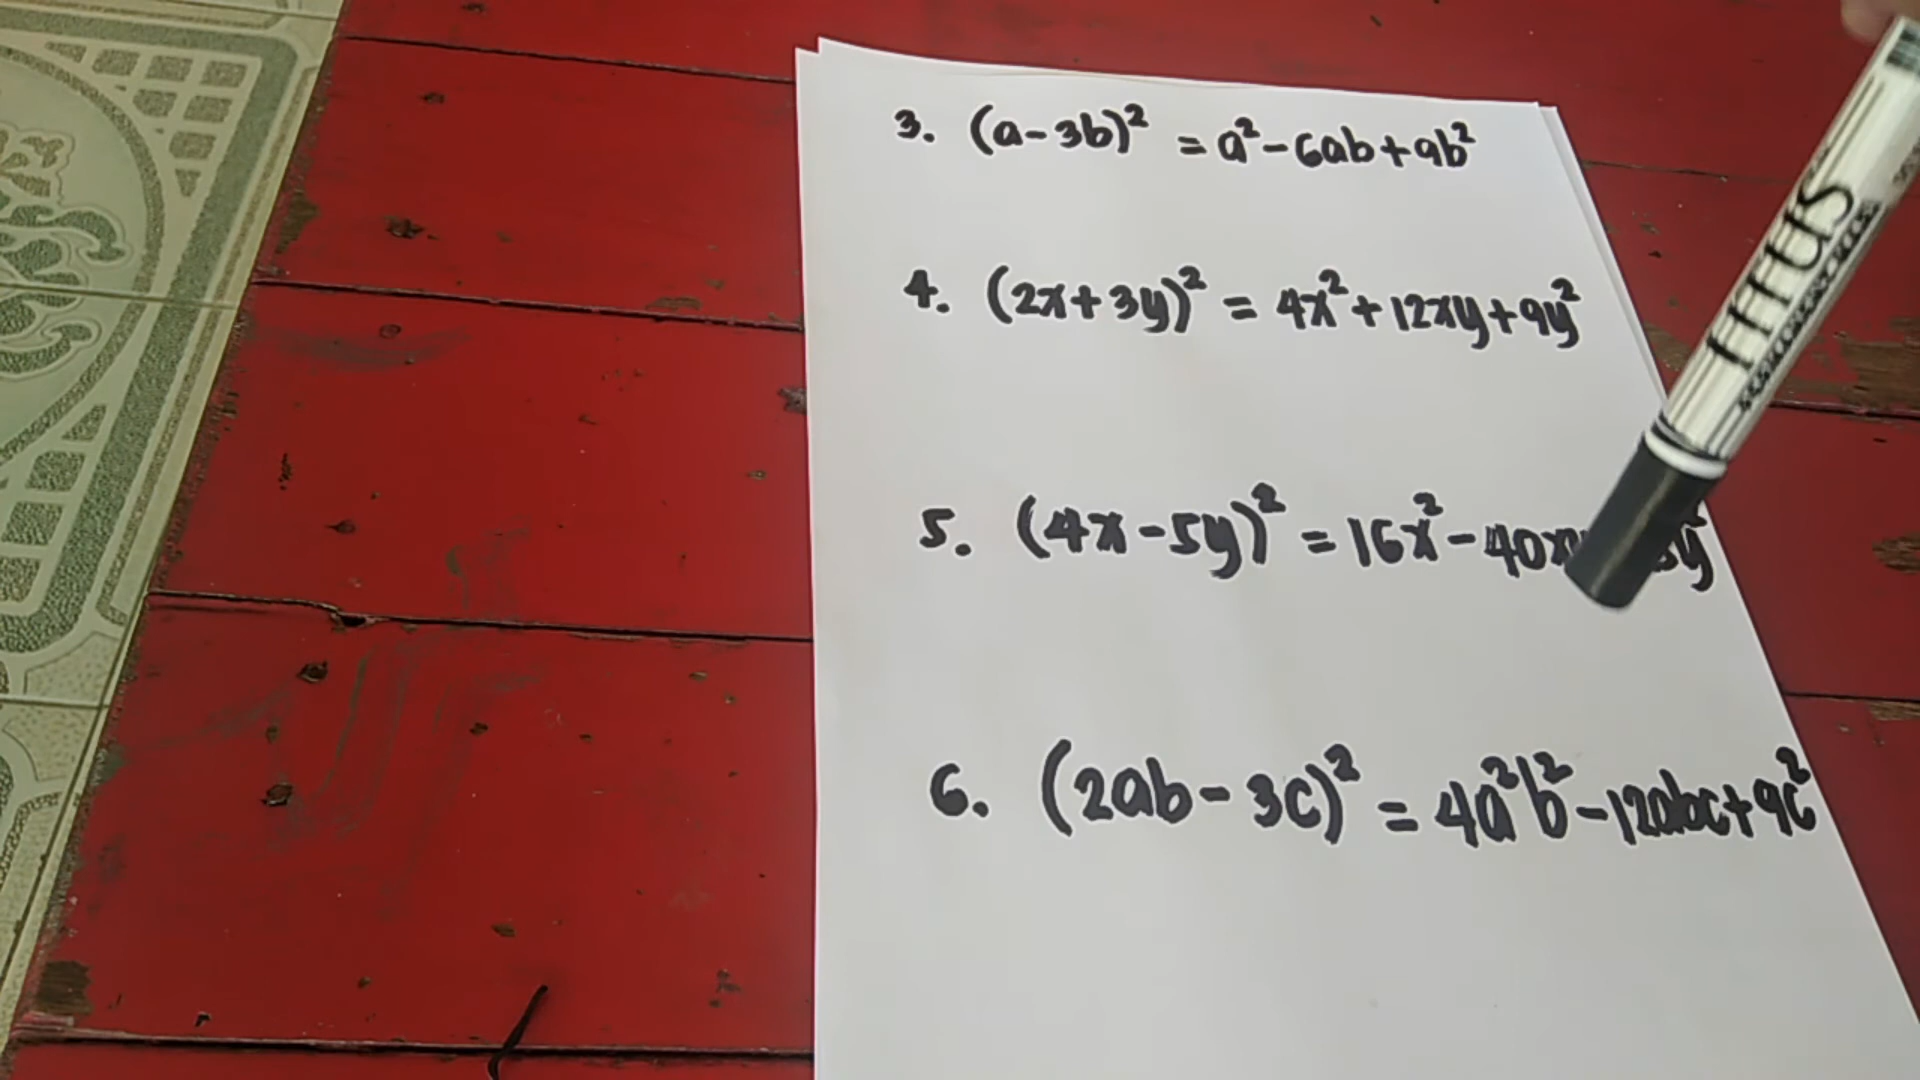 3. (a-3b)² = a²-6ab+9b²
4. (2x+3y)² = 4x²+12xy+9y²
5. (4x-5y)² = 16x²-40x y²
6. (2ab-3c)² = 4a²b²-12abc+9c²